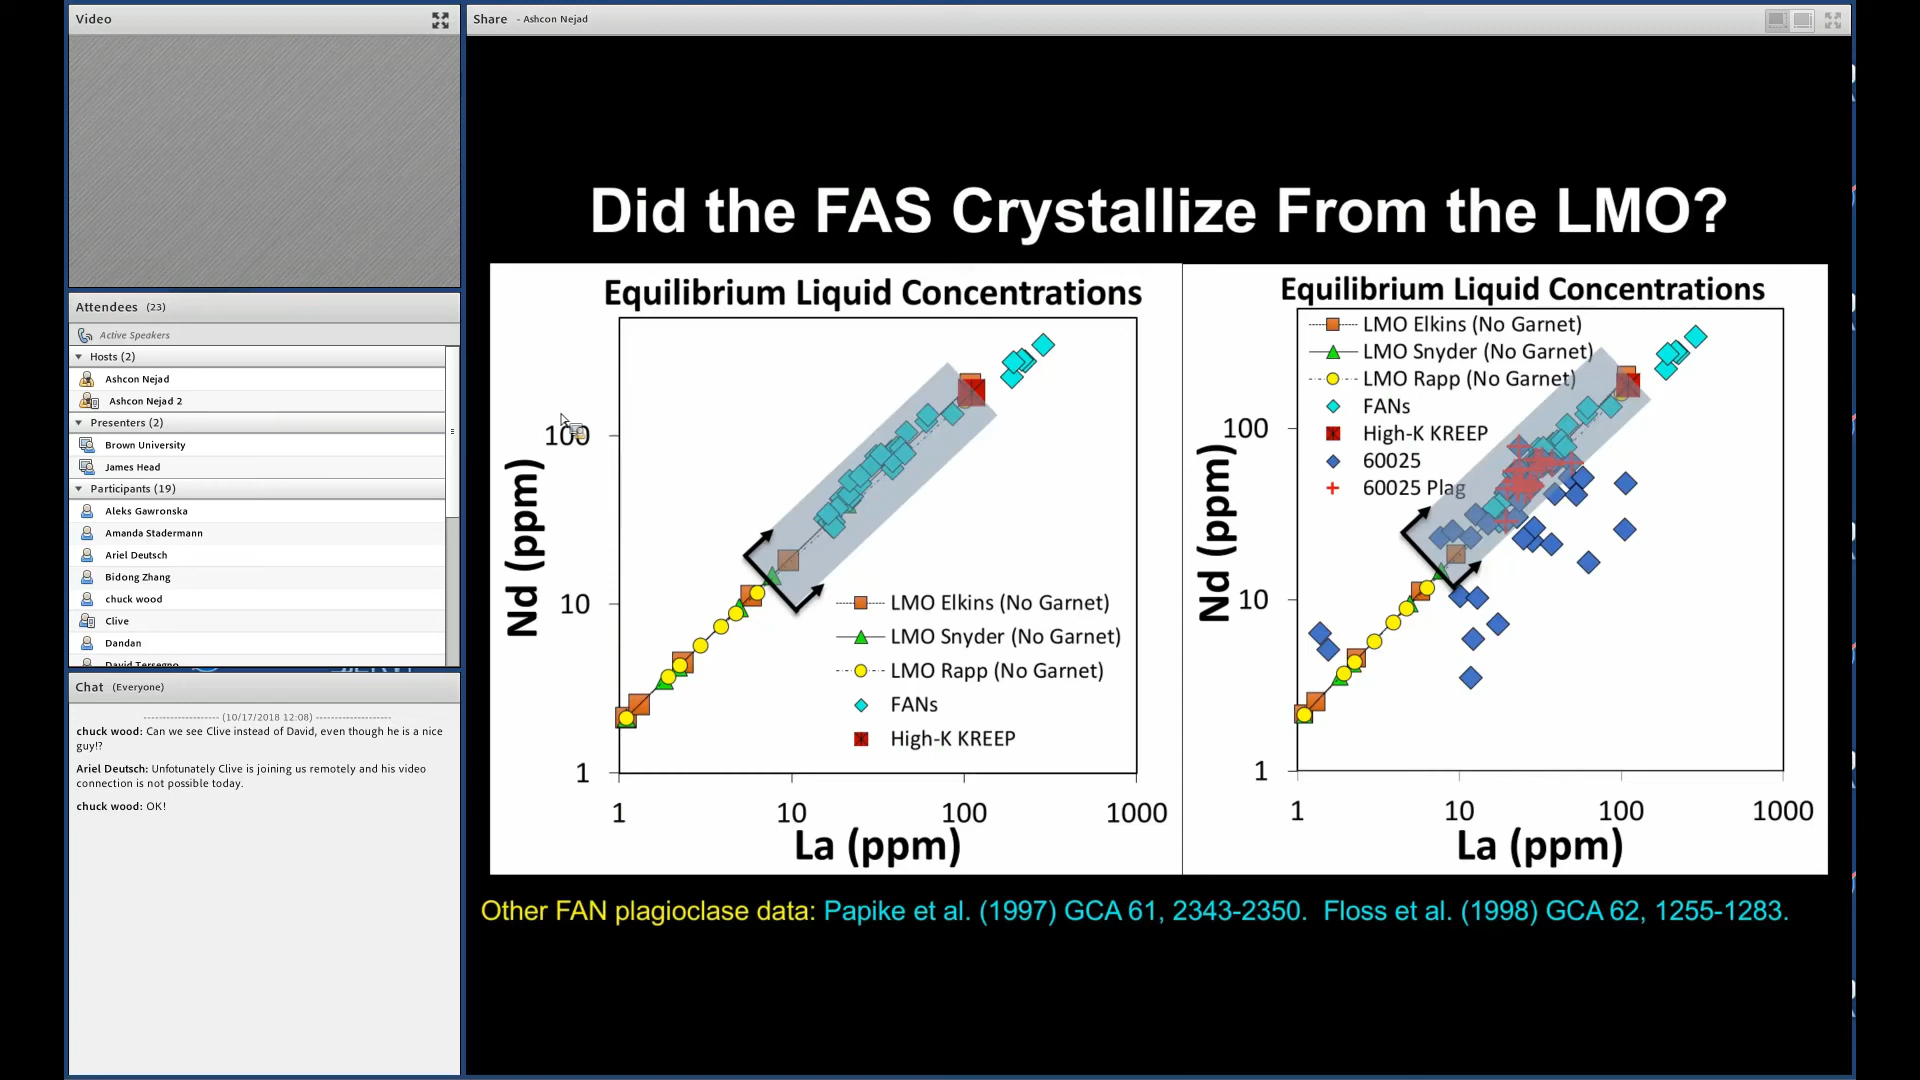 Video
Share - Ashcon Nejad
Attendees (23)
Active Speakers
Hosts (2)
Ashcon Nejad
Ashcon Nejad 2
Presenters (2)
Brown University
James Head
Participants (19)
Aleks Gawronska
Amanda Stadermann
Ariel Deutsch
Bidong Zhang
chuck wood
Clive
Dandan
Chat (Everyone)
-------------------- (10/17/2018 12:08) --------------------
chuck wood: Can we see Clive instead of David, even though he is a nice
guy!?
Ariel Deutsch: Unfotunately Clive is joining us remotely and his video
connection is not possible today.
chuck wood: OK!
Did the FAS Crystallize From the LMO?
Equilibrium Liquid Concentrations
Nd (ppm)
100
10
1
LMO Elkins (No Garnet)
LMO Snyder (No Garnet)
LMO Rapp (No Garnet)
FANs
High-K KREEP
1 10 100 1000
La (ppm)
Equilibrium Liquid Concentrations
LMO Elkins (No Garnet)
LMO Snyder (No Garnet)
LMO Rapp (No Garnet)
FANs
High-K KREEP
60025
60025 Plag
Nd (ppm)
100
10
1
1 10 100 1000
La (ppm)
Other FAN plagioclase data: Papike et al. (1997) GCA 61, 2343-2350. Floss et al. (1998) GCA 62, 1255-1283.